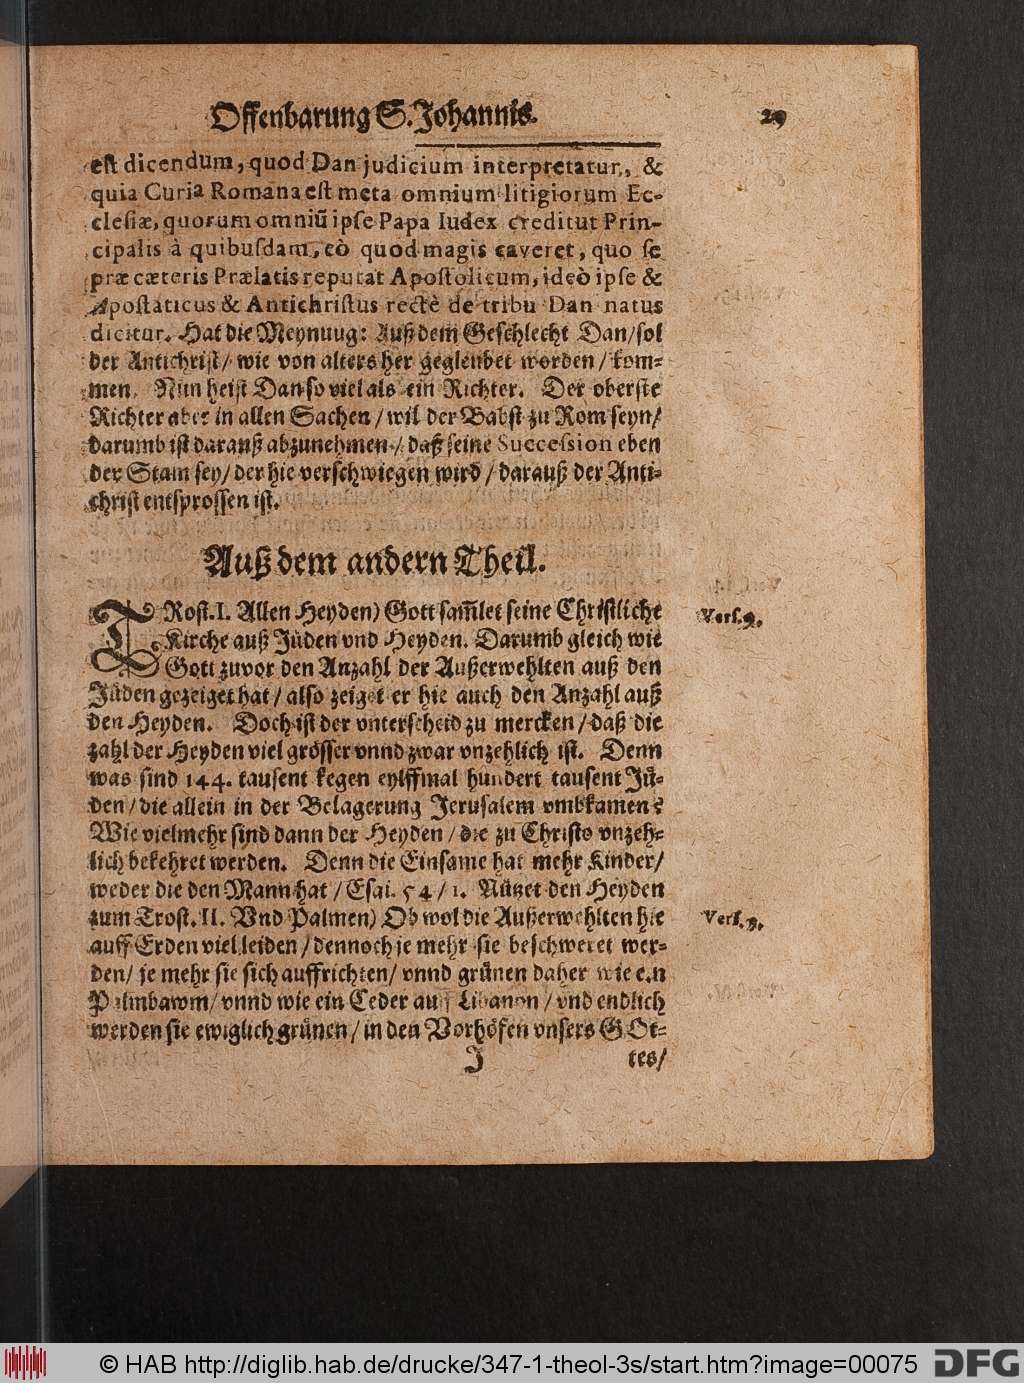 Offenbarung S. Johannis. 29
est dicendum, quod Dan judicium interpretatur, &
quia Curia Romana est meta omnium litigiorum Ec-
clesiæ, quorum omniũ ipse Papa Iudex creditut Prin-
cipalis à quibusdam, eò quod magis caveret, quo se
præ cæteris Prælatis reputat Apostolicum, ideò ipse &
Apostaticus & Antichristus rectè de tribu Dan natus
dicitur. Hat die Meynuug: Auß dem Geschlecht Dan/sol
der Antichrist/ wie von alters her gegleubet worden/ kom-
men. Nun heist Dan so viel als ein Richter. Der oberste
Richter aber in allen Sachen / wil der Babst zu Rom seyn/
darumb ist darauß abzunehmen / daß seine Succession eben
der Stam sey/ der hie verschwiegen wird / darauß der Anti-
christ entsprossen ist.
Auß dem andern Theil.
TRost. I. Allen Heyden) Gott sam̃let seine Christliche
Kirche auß Jüden vnd Heyden. Darumb gleich wie
Gott zuvor den Anzahl der Außerwehlten auß den
Jüden gezeiget hat / also zeiget er hie auch den Anzahl auß
den Heyden. Doch ist der vnterscheid zu mercken / daß die
zahl der Heyden viel grösser vnnd zwar vnzehlich ist. Denn
was sind 144. tausent kegen eylffmal hundert tausent Jü-
den / die allein in der Belagerung Jerusalem vmbkamen?
Wie vielmehr sind dann der Heyden / die zu Christo vnzeh-
lich bekehret werden. Denn die Einsame hat mehr Kinder/
weder die den Mann hat / Esai. 54 / 1. Nützet den Heyden
zum Trost. II. Vnd Palmen) Ob wol die Außerwehlten hie
auff Erden viel leiden / dennoch je mehr sie beschweret wer-
den/ je mehr sie sich auffrichten/ vnnd grünen daher wie ein
Palmbawm/ vnnd wie ein Ceder auff Libanon / vnd endlich
werden sie ewiglich grünen / in den Vorhöfen vnsers GOt-
J tes/
Vers. 9.
Vers. 9.
© HAB http://diglib.hab.de/drucke/347-1-theol-3s/start.htm?image=00075 DFG